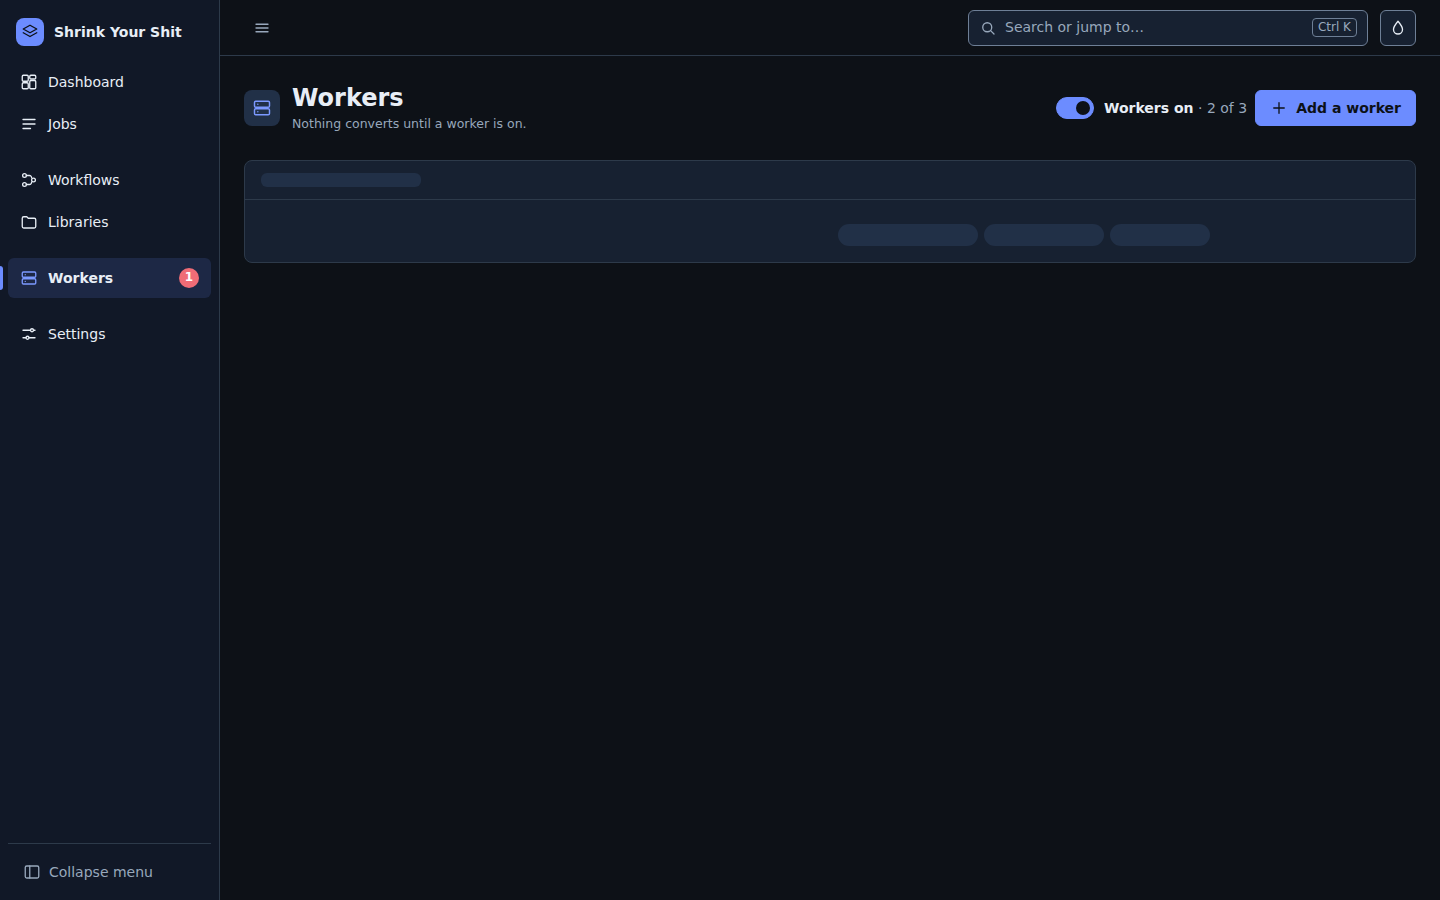 Shrink Your Shit
Search or jump to...
Ctrl K
Dashboard
Jobs
Workflows
Libraries
Workers
1
Settings
Collapse menu
Workers
Nothing converts until a worker is on.
Workers on · 2 of 3
Add a worker